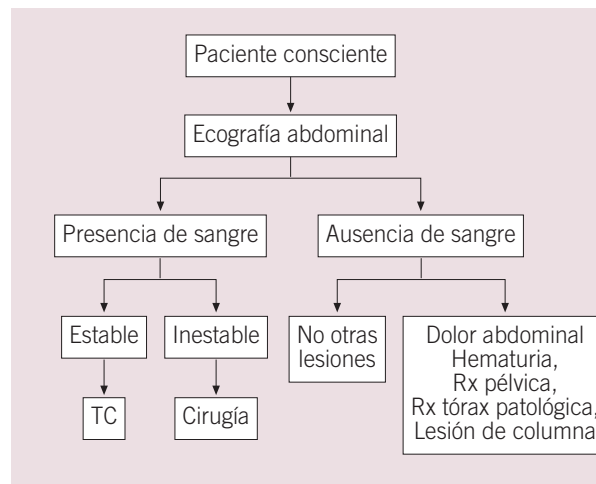 Paciente consciente
Ecografía abdominal
Presencia de sangre
Ausencia de sangre
Estable
Inestable
No otras
lesiones
Dolor abdominal
Hematuria,
Rx pélvica,
Rx tórax patológica,
Lesión de columna
TC
Cirugía